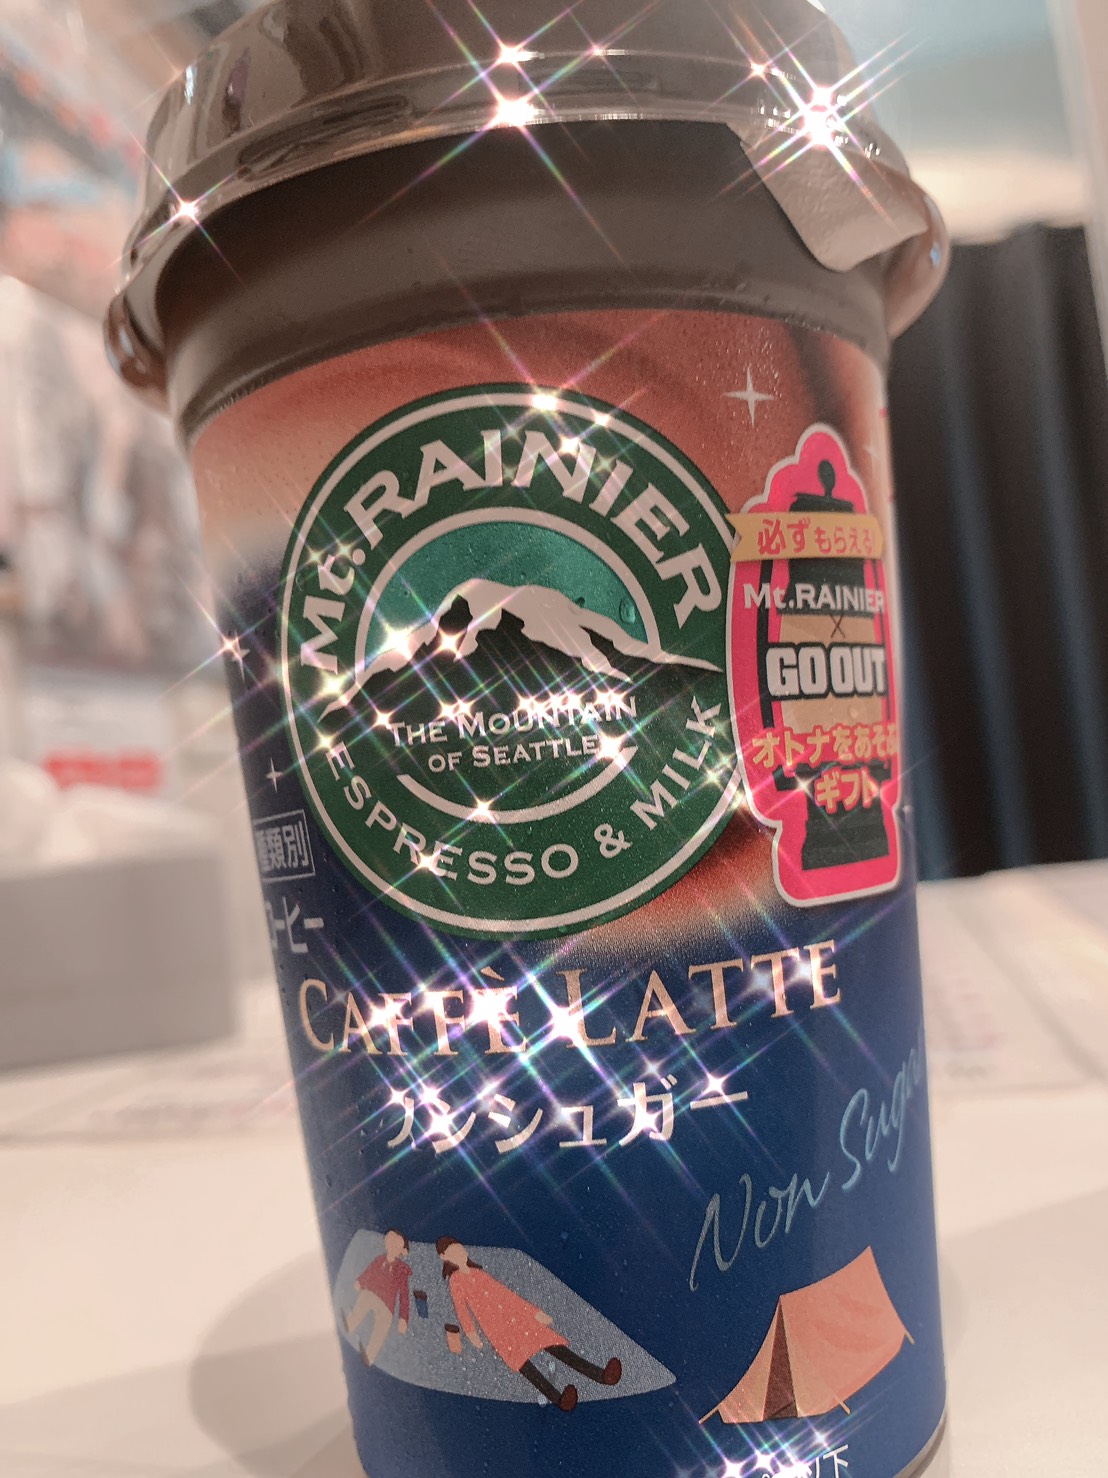 Mt.RAINIER
THE MOUNTAIN
OF SEATTLE
ESPRESSO & MILK
必ずもらえる!
Mt.RAINIER
×
GO OUT
オトナをあそぶ
ギフト
種類別
コーヒー
CAFFÈ LATTE
ノンシュガー
Non Sugar